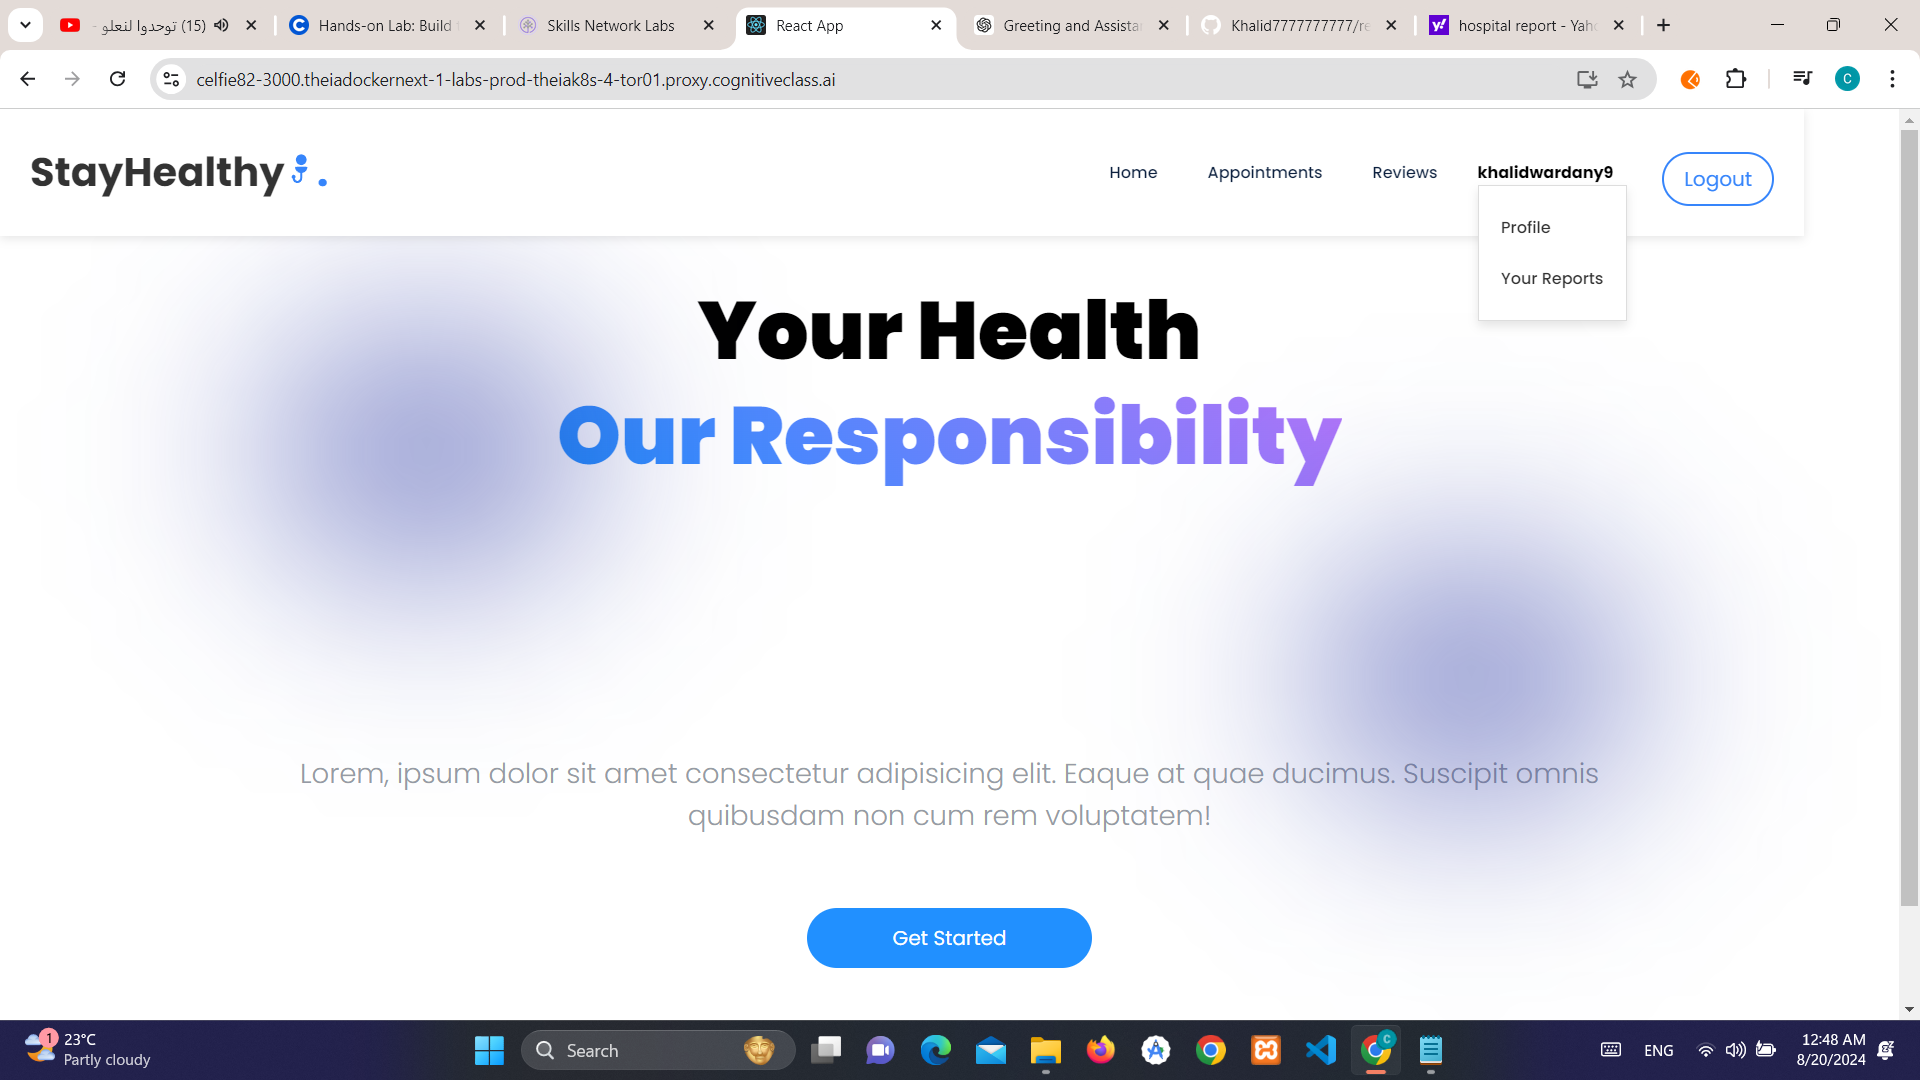 (15) توحدوا لنعلو -
Hands-on Lab: Build
Skills Network Labs
React App
Greeting and Assista
Khalid7777777777/re
hospital report - Yah
celfie82-3000.theiadockernext-1-labs-prod-theiak8s-4-tor01.proxy.cognitiveclass.ai
C
StayHealthy
Home
Appointments
Reviews
khalidwardany9
Logout
Profile
Your Reports
Your Health
Our Responsibility
Lorem, ipsum dolor sit amet consectetur adipisicing elit. Eaque at quae ducimus. Suscipit omnis
quibusdam non cum rem voluptatem!
Get Started
1
23°C
Partly cloudy
Search
C
ENG
12:48 AM
8/20/2024